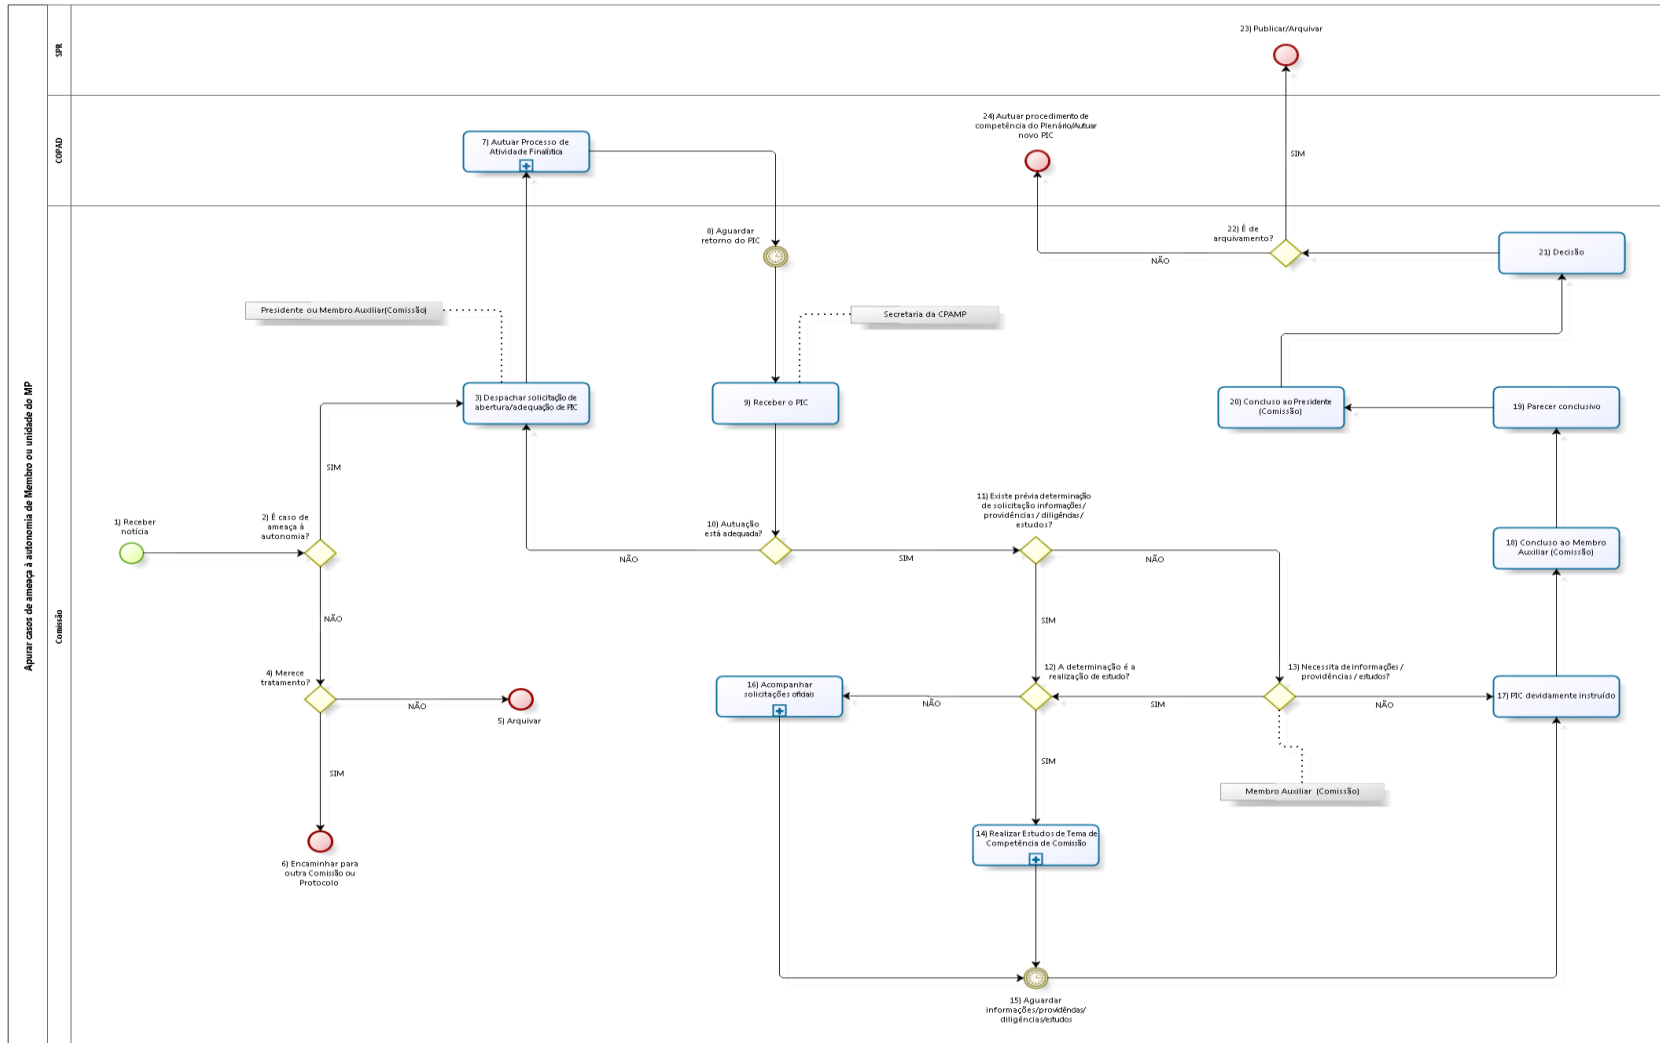 Apurar casos de ameaça à autonomia de Membro ou unidade do MP
SPR
COPAD
Comissão
23) Publicar/Arquivar
24) Autuar procedimento de
competência do Plenário/Autuar
novo PIC
7) Autuar Processo de
Atividade Finalística
SIM
8) Aguardar
retorno do PIC
22) É de
arquivamento?
NÃO
21) Decisão
Presidente ou Membro Auxiliar(Comissão)
Secretaria da CPAMP
3) Despachar solicitação de
abertura/adequação de PIC
9) Receber o PIC
20) Concluso ao Presidente
(Comissão)
19) Parecer conclusivo
SIM
1) Receber
notícia
2) É caso de
ameaça à
autonomia?
10) Autuação
está adequada?
11) Existe prévia determinação
de solicitação informações/
providências / diligências/
estudos?
18) Concluso ao Membro
Auxiliar (Comissão)
NÃO
SIM
NÃO
NÃO
SIM
4) Merece
tratamento?
16) Acompanhar
solicitações ofidais
12) A determinação é a
realização de estudo?
13) Necessita de informações /
providências / estudos?
17) PIC devidamente instruído
NÃO
NÃO
SIM
NÃO
5) Arquivar
SIM
SIM
Membro Auxiliar (Comissão)
14) Realizar Estudos de Tema de
Competência de Comissão
6) Encaminhar para
outra Comissão ou
Protocolo
15) Aguardar
informações/providências/
diligências/estudos